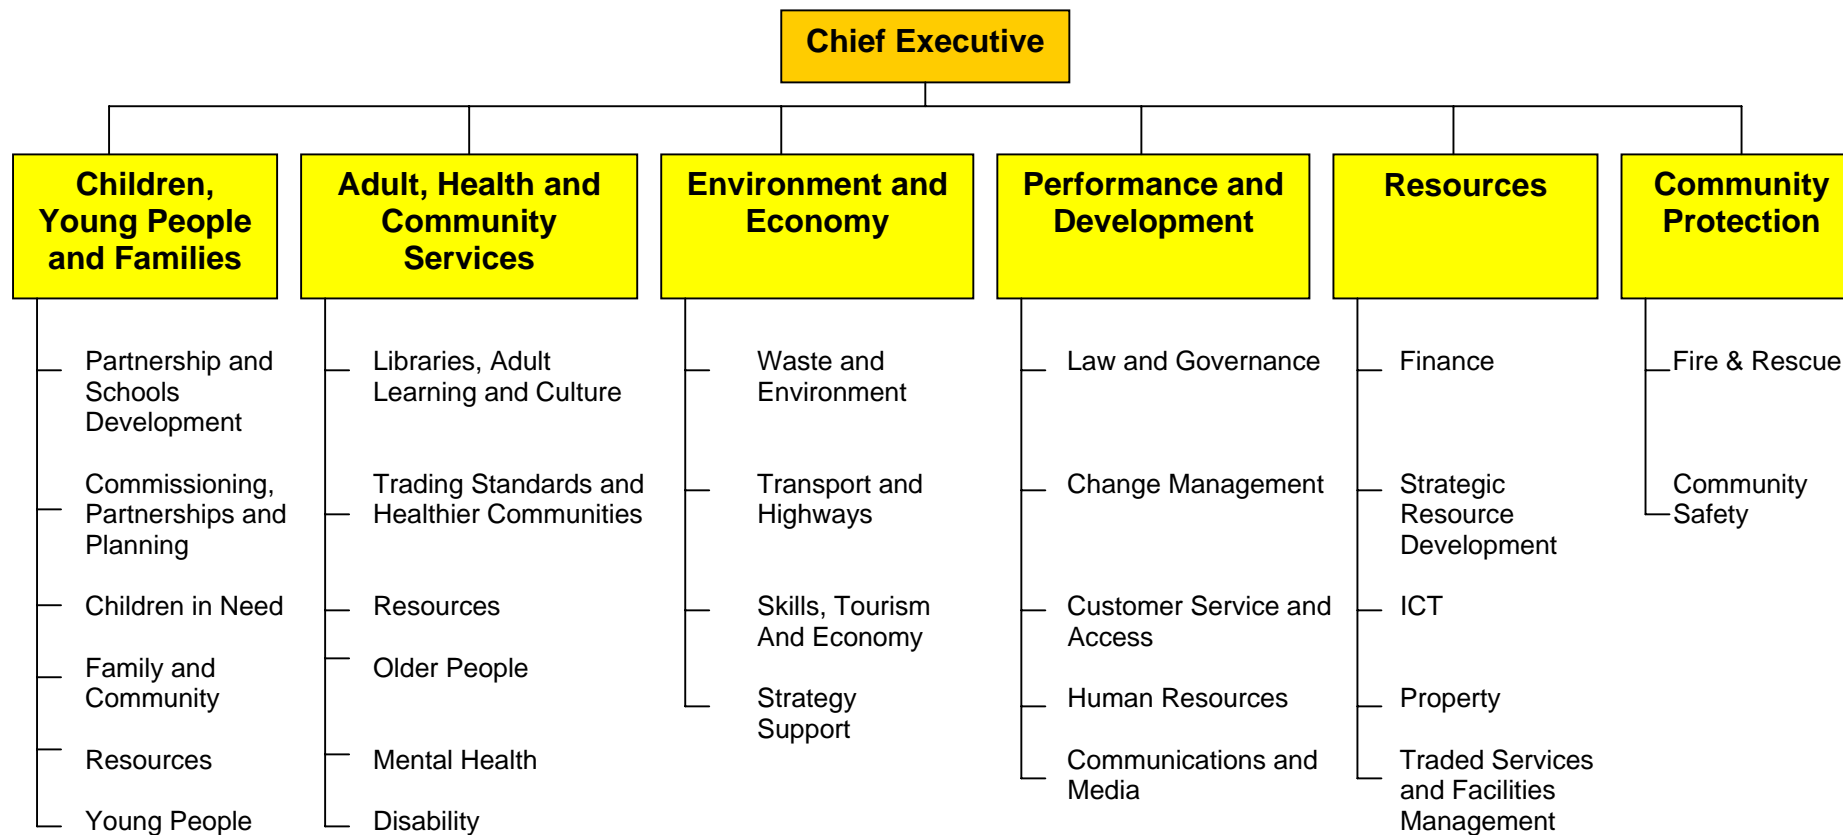 Chief Executive
Children,
Young People
and Families
Adult, Health and
Community
Services
Environment and
Economy
Performance and
Development
Resources
Community
Protection
Partnership and
Schools
Development
Commissioning,
Partnerships and
Planning
Children in Need
Family and
Community
Resources
Young People
Libraries, Adult
Learning and Culture
Trading Standards and
Healthier Communities
Resources
Older People
Mental Health
Disability
Waste and
Environment
Transport and
Highways
Skills, Tourism
And Economy
Strategy
Support
Law and Governance
Change Management
Customer Service and
Access
Human Resources
Communications and
Media
Finance
Strategic
Resource
Development
ICT
Property
Traded Services
and Facilities
Management
Fire & Rescue
Community
Safety